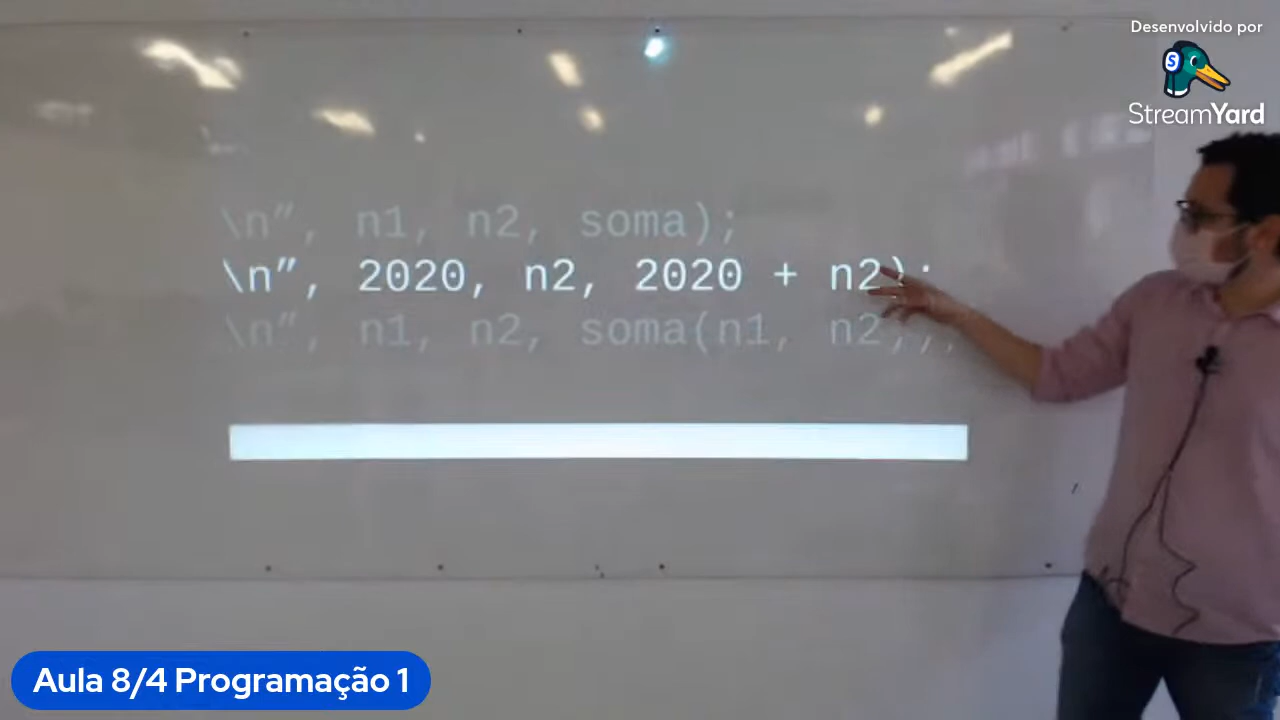 Desenvolvido por
S
StreamYard
\n”, n1, n2, soma);
\n”, 2020, n2, 2020 + n2);
\n”, n1, n2, soma(n1, n2
Aula 8/4 Programação 1